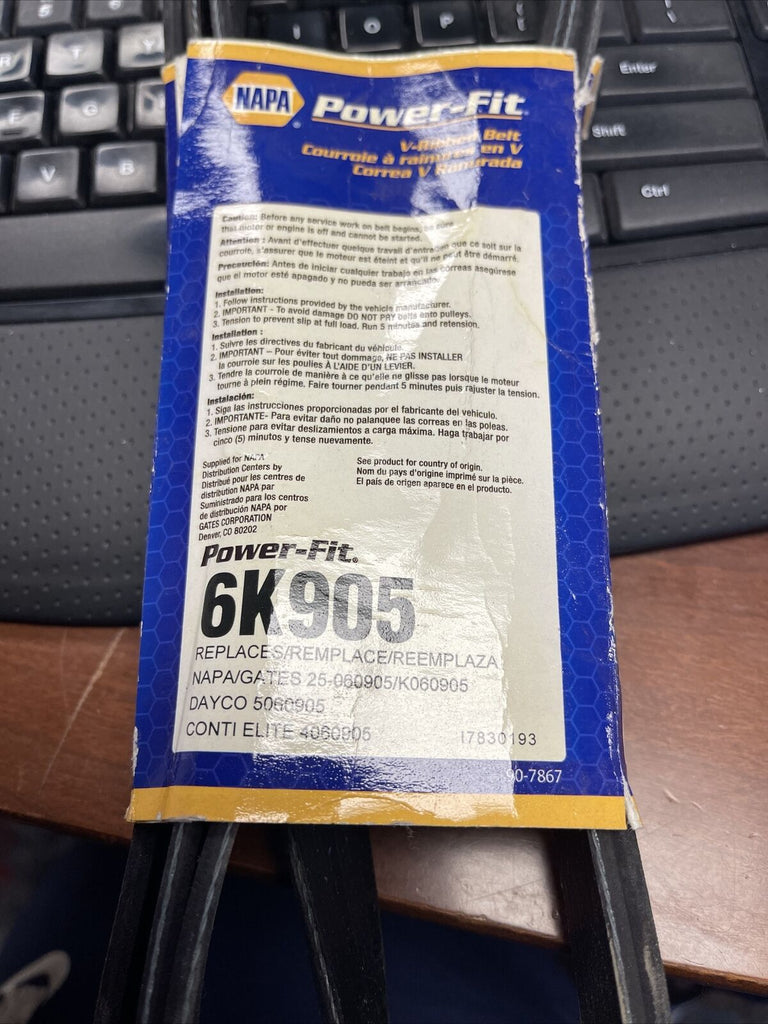 S
I
O
P
R
T
Y
Enter
E
G
Shift
V
B
Ctrl
NAPA Power-Fit
V-Ribbed Belt
Courroie à rainures en V
Correa V Ranurada
Caution: Before any service work on belt begins, be sure
that motor or engine is off and cannot be started.
Attention : Avant d'effectuer quelque travail d'entretien que ce soit sur la
courroie, s'assurer que le moteur est éteint et qu'il ne peut être démarré.
Precaución: Antes de iniciar cualquier trabajo en las correas asegúrese
que el motor esté apagado y no pueda ser arrancado.
Installation:
1. Follow instructions provided by the vehicle manufacturer.
2. IMPORTANT - To avoid damage DO NOT PRY belts onto pulleys.
3. Tension to prevent slip at full load. Run 5 minutes and retension.
Installation :
1. Suivre les directives du fabricant du véhicule.
2. IMPORTANT – Pour éviter tout dommage, NE PAS INSTALLER
la courroie sur les poulies À L'AIDE D'UN LEVIER.
3. Tendre la courroie de manière à ce qu'elle ne glisse pas lorsque le moteur
tourne à plein régime. Faire tourner pendant 5 minutes puis rajuster la tension.
Instalación:
1. Siga las instrucciones proporcionadas por el fabricante del vehículo.
2. IMPORTANTE- Para evitar daño no palanquee las correas en las poleas.
3. Tensione para evitar deslizamientos a carga máxima. Haga trabajar por
cinco (5) minutos y tense nuevamente.
Supplied for NAPA
Distribution Centers by
Distribué pour les centres de
distribution NAPA par
Suministrado para los centros
de distribución NAPA por
GATES CORPORATION
Denver, CO 80202
See product for country of origin.
Nom du pays d'origine imprimé sur la pièce.
El país de origen aparece en el producto.
Power-Fit®
6K905
REPLACES/REMPLACE/REEMPLAZA
NAPA/GATES 25-060905/K060905
DAYCO 5060905
CONTI ELITE 4060905
I7830193
90-7867